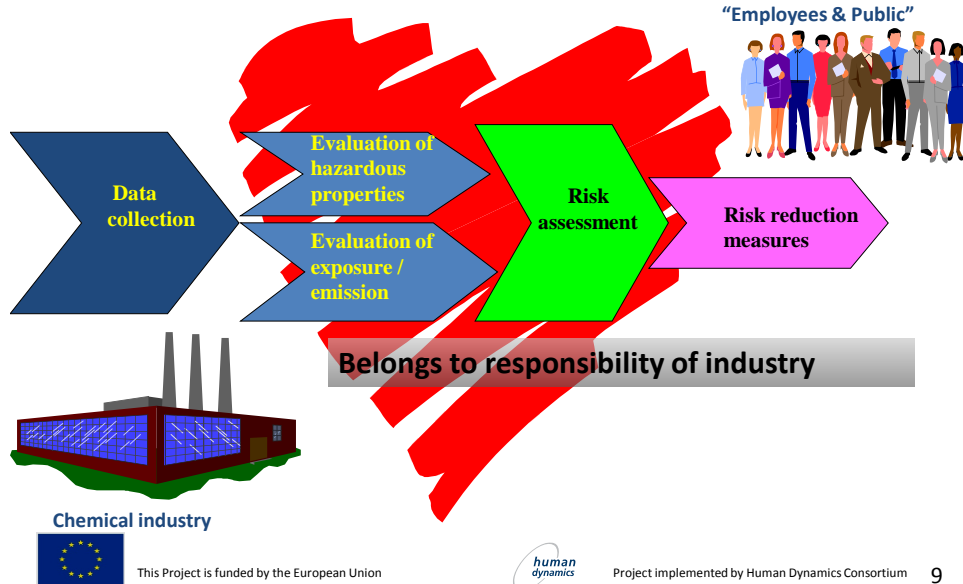 “Employees & Public”
Data
collection
Evaluation of
hazardous
properties
Evaluation of
exposure /
emission
Risk
assessment
Risk reduction
measures
Belongs to responsibility of industry
Chemical industry
This Project is funded by the European Union
human
dynamics
Project implemented by Human Dynamics Consortium
9